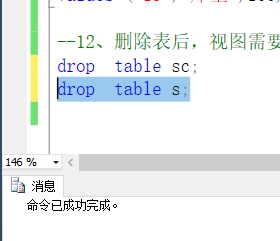 --12、删除表后，视图需要
drop  table sc;
drop  table s;
146 %
消息
命令已成功完成。